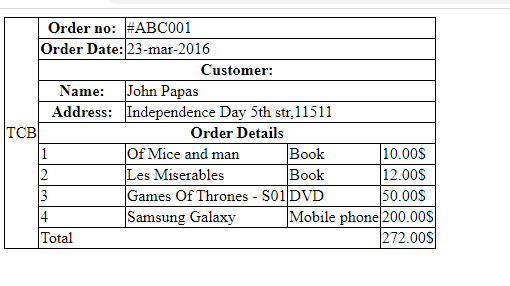 Order no: #ABC001
Order Date: 23-mar-2016
Customer:
Name: John Papas
Address: Independence Day 5th str,11511
TCB
Order Details
1 Of Mice and man Book 10.00$
2 Les Miserables Book 12.00$
3 Games Of Thrones - S01 DVD 50.00$
4 Samsung Galaxy Mobile phone 200.00$
Total 272.00$